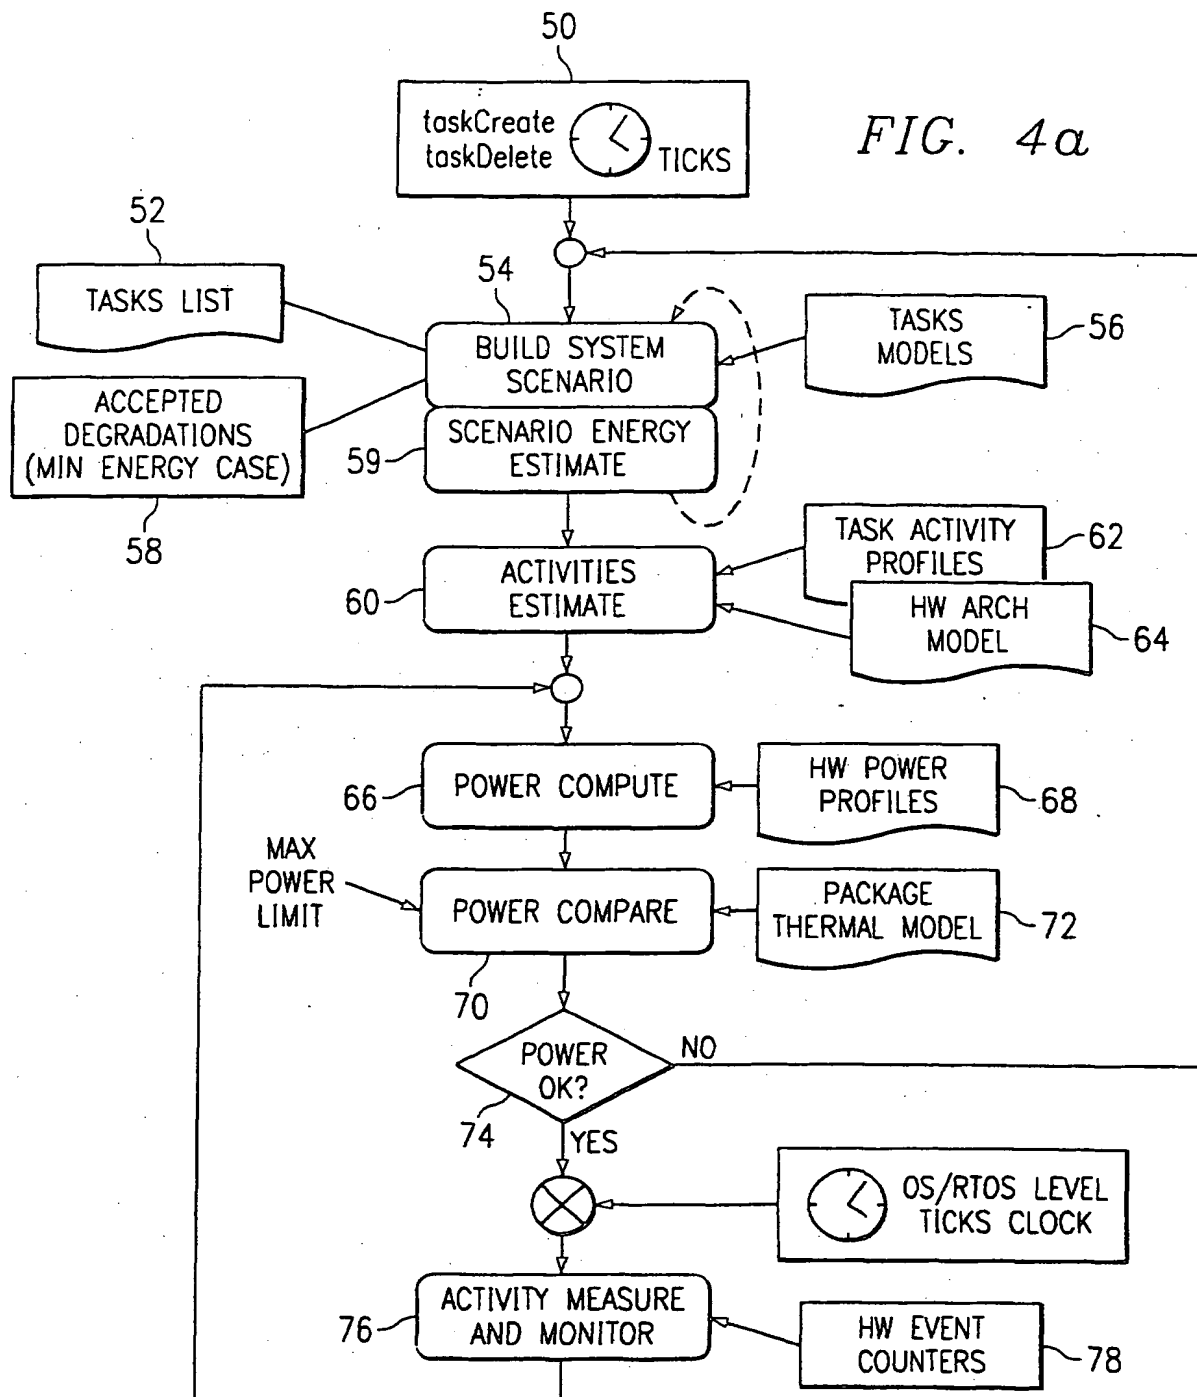 50
taskCreate
taskDelete
TICKS
FIG. 4a
52
TASKS LIST
54
BUILD SYSTEM
SCENARIO
TASKS
MODELS
56
ACCEPTED
DEGRADATIONS
(MIN ENERGY CASE)
58
SCENARIO ENERGY
ESTIMATE
59
TASK ACTIVITY
PROFILES
62
ACTIVITIES
ESTIMATE
60
HW ARCH
MODEL
64
POWER COMPUTE
66
HW POWER
PROFILES
68
MAX
POWER
LIMIT
POWER COMPARE
70
PACKAGE
THERMAL MODEL
72
POWER
OK?
NO
74
YES
OS/RTOS LEVEL
TICKS CLOCK
ACTIVITY MEASURE
AND MONITOR
76
HW EVENT
COUNTERS
78